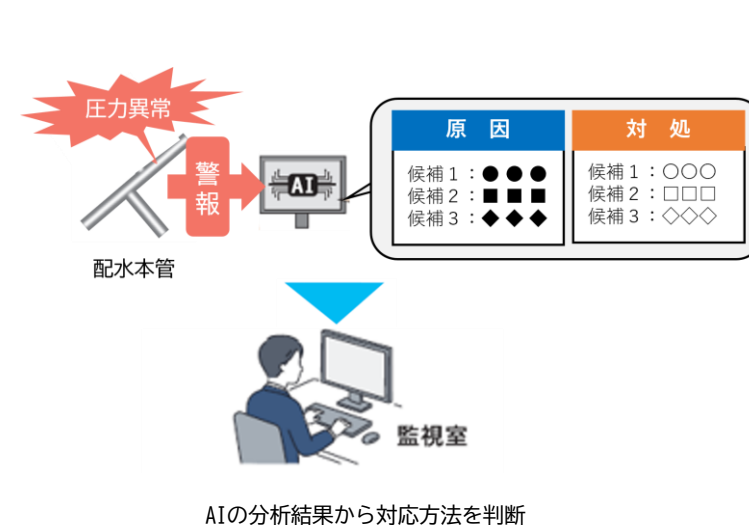 圧力異常
警報
AI
配水本管
原因
候補1：●●●
候補2：■■■
候補3：◆◆◆
対処
候補1：○○○
候補2：□□□
候補3：◇◇◇
監視室
AIの分析結果から対応方法を判断